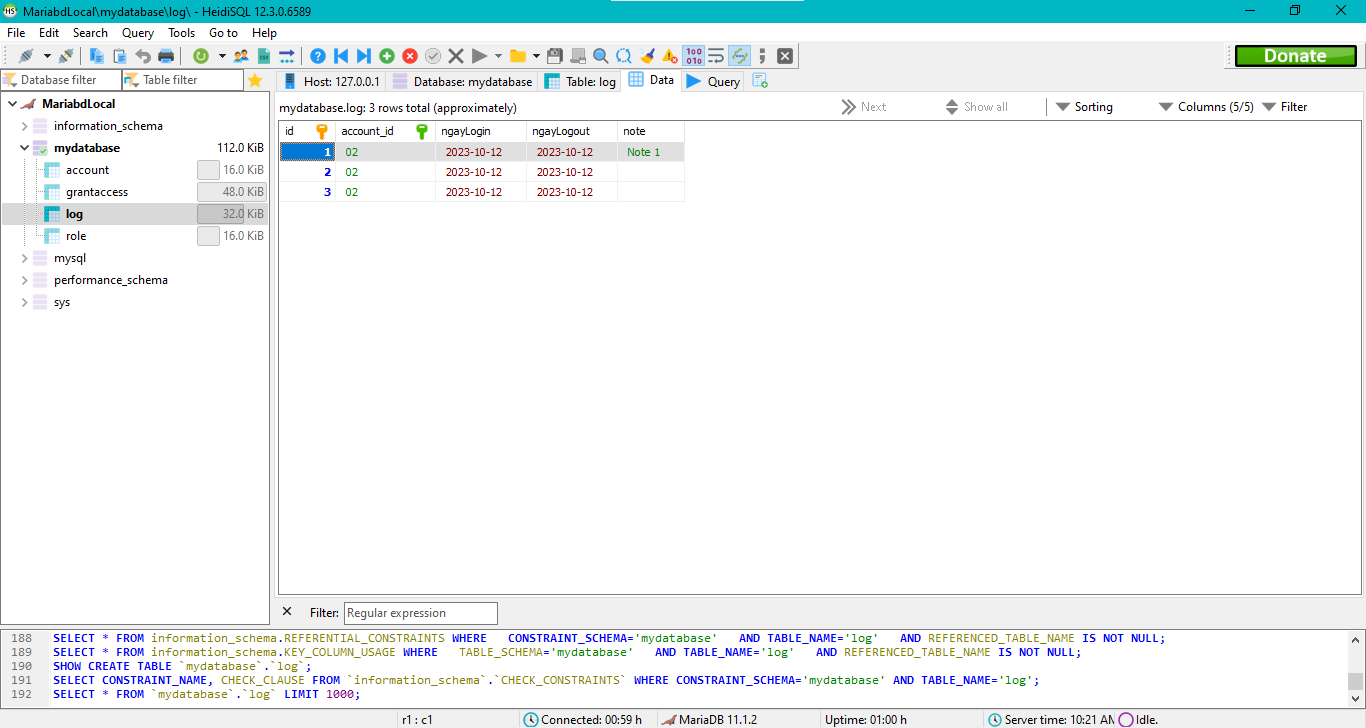 MariabdLocal\mydatabase\log\ - HeidiSQL 12.3.0.6589
File Edit Search Query Tools Go to Help
Donate
Database filter Table filter
Host: 127.0.0.1 Database: mydatabase Table: log Data Query
MariabdLocal
information_schema
mydatabase 112.0 KiB
account 16.0 KiB
grantaccess 48.0 KiB
log 32.0 KiB
role 16.0 KiB
mysql
performance_schema
sys
mydatabase.log: 3 rows total (approximately) Next Show all Sorting Columns (5/5) Filter
id account_id ngayLogin ngayLogout note
1 02 2023-10-12 2023-10-12 Note 1
2 02 2023-10-12 2023-10-12
3 02 2023-10-12 2023-10-12
Filter: Regular expression
188 SELECT * FROM information_schema.REFERENTIAL_CONSTRAINTS WHERE CONSTRAINT_SCHEMA='mydatabase' AND TABLE_NAME='log' AND REFERENCED_TABLE_NAME IS NOT NULL;
189 SELECT * FROM information_schema.KEY_COLUMN_USAGE WHERE TABLE_SCHEMA='mydatabase' AND TABLE_NAME='log' AND REFERENCED_TABLE_NAME IS NOT NULL;
190 SHOW CREATE TABLE `mydatabase`.`log`;
191 SELECT CONSTRAINT_NAME, CHECK_CLAUSE FROM `information_schema`.`CHECK_CONSTRAINTS` WHERE CONSTRAINT_SCHEMA='mydatabase' AND TABLE_NAME='log';
192 SELECT * FROM `mydatabase`.`log` LIMIT 1000;
r1 : c1 Connected: 00:59 h MariaDB 11.1.2 Uptime: 01:00 h Server time: 10:21 AM Idle.